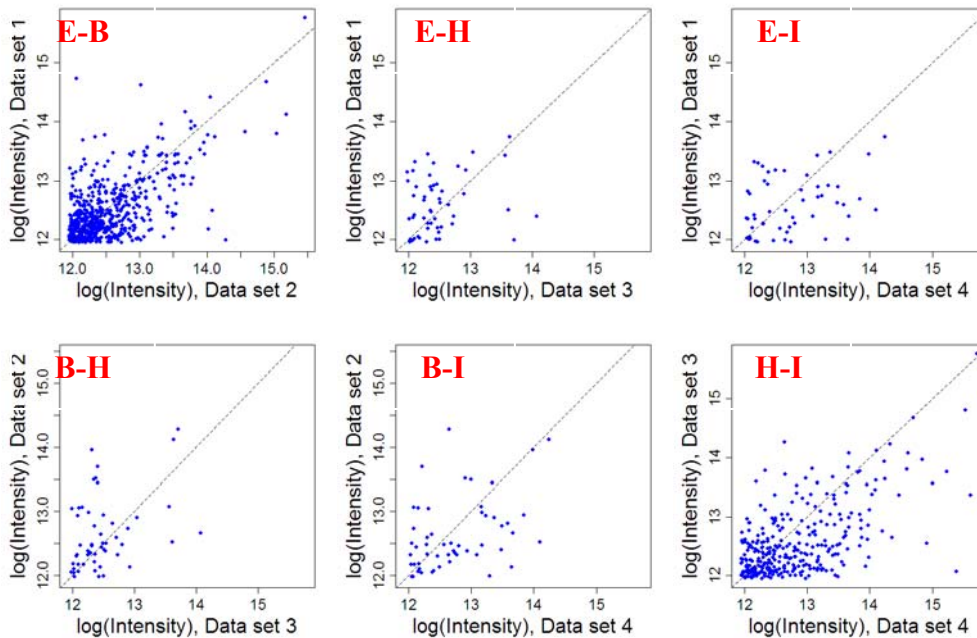 E-B
E-H
E-I
log(Intensity), Data set 1
15
14
13
12
12.0 13.0 14.0 15.0
log(Intensity), Data set 2
log(Intensity), Data set 1
15
14
13
12
12 13 14 15
log(Intensity), Data set 3
log(Intensity), Data set 1
15
14
13
12
12 13 14 15
log(Intensity), Data set 4
B-H
B-I
H-I
log(Intensity), Data set 2
15.0
14.0
13.0
12.0
12 13 14 15
log(Intensity), Data set 3
log(Intensity), Data set 2
15.0
14.0
13.0
12.0
12 13 14 15
log(Intensity), Data set 4
log(Intensity), Data set 3
15
14
13
12
12 13 14 15
log(Intensity), Data set 4